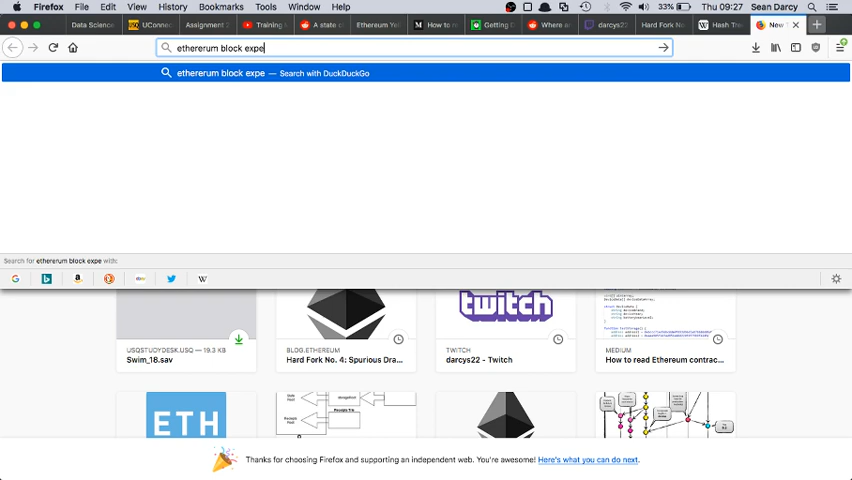 Firefox File Edit View History Bookmarks Tools Window Help 33% Thu 09:27 Sean Darcy
Data Science UConnec Assignment 2 Training A state Ethereum Yel How to re Getting D Where a darcys22 Hard Fork No Hash Tree New T
ethererum block expe
ethererum block expe — Search with DuckDuckGo
Search for ethererum block expe with:
USQSTUDYDESK.USQ — 19.3 KB
Swim_18.sav
BLOG.ETHEREUM
Hard Fork No. 4: Spurious Dra...
twitch
TWITCH
darcys22 - Twitch
MEDIUM
How to read Ethereum contrac...
ETH
Thanks for choosing Firefox and supporting an independent web. You're awesome! Here's what you can do next.